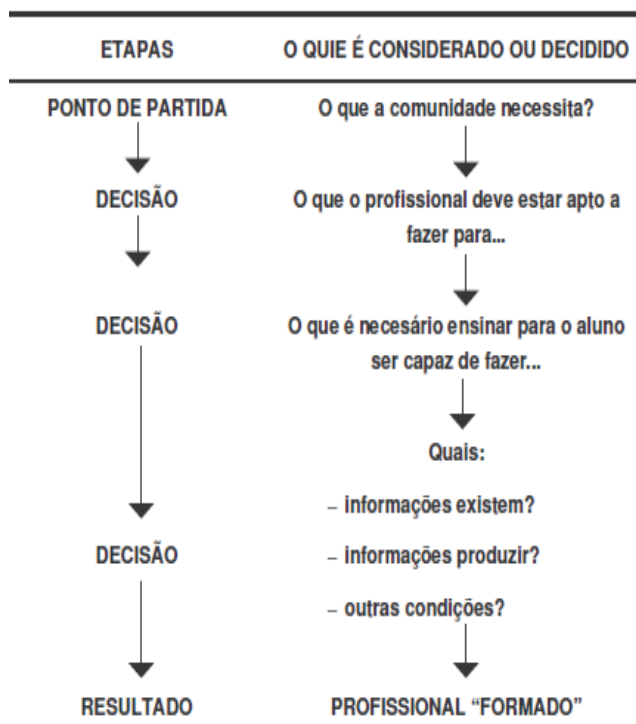 ETAPAS O QUIE É CONSIDERADO OU DECIDIDO
PONTO DE PARTIDA O que a comunidade necessita?
DECISÃO O que o profissional deve estar apto a
fazer para...
DECISÃO O que é necesário ensinar para o aluno
ser capaz de fazer...
Quais:
– informações existem?
DECISÃO – informações produzir?
– outras condições?
RESULTADO PROFISSIONAL “FORMADO”